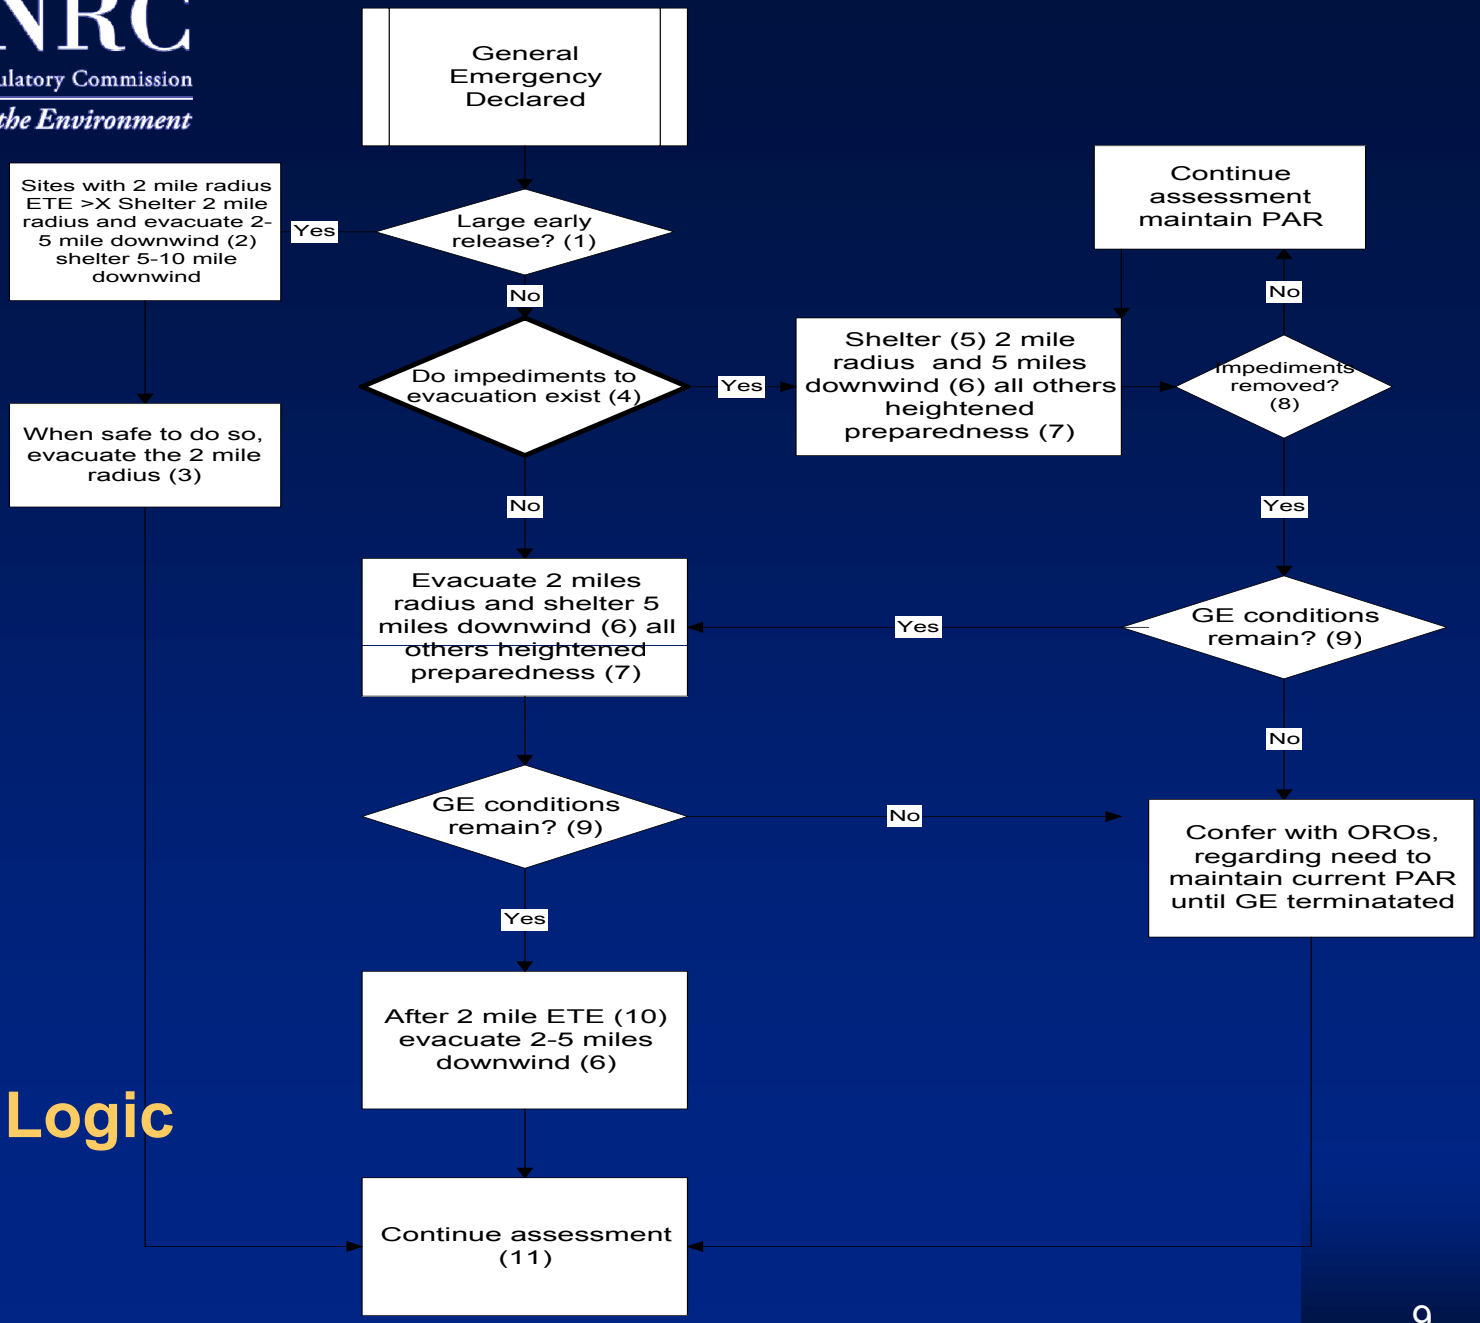 NRC
ulatory Commission
the Environment
General
Emergency
Declared
Sites with 2 mile radius
ETE >X Shelter 2 mile
radius and evacuate 2-
5 mile downwind (2)
shelter 5-10 mile
downwind
Yes
Large early
release? (1)
Continue
assessment
maintain PAR
No
No
Do impediments to
evacuation exist (4)
Yes
Shelter (5) 2 mile
radius and 5 miles
downwind (6) all others
heightened
preparedness (7)
Impediments
removed?
(8)
When safe to do so,
evacuate the 2 mile
radius (3)
No
Yes
Evacuate 2 miles
radius and shelter 5
miles downwind (6) all
others heightened
preparedness (7)
Yes
GE conditions
remain? (9)
No
GE conditions
remain? (9)
No
Confer with OROs,
regarding need to
maintain current PAR
until GE terminatated
Yes
After 2 mile ETE (10)
evacuate 2-5 miles
downwind (6)
Logic
Continue assessment
(11)
9